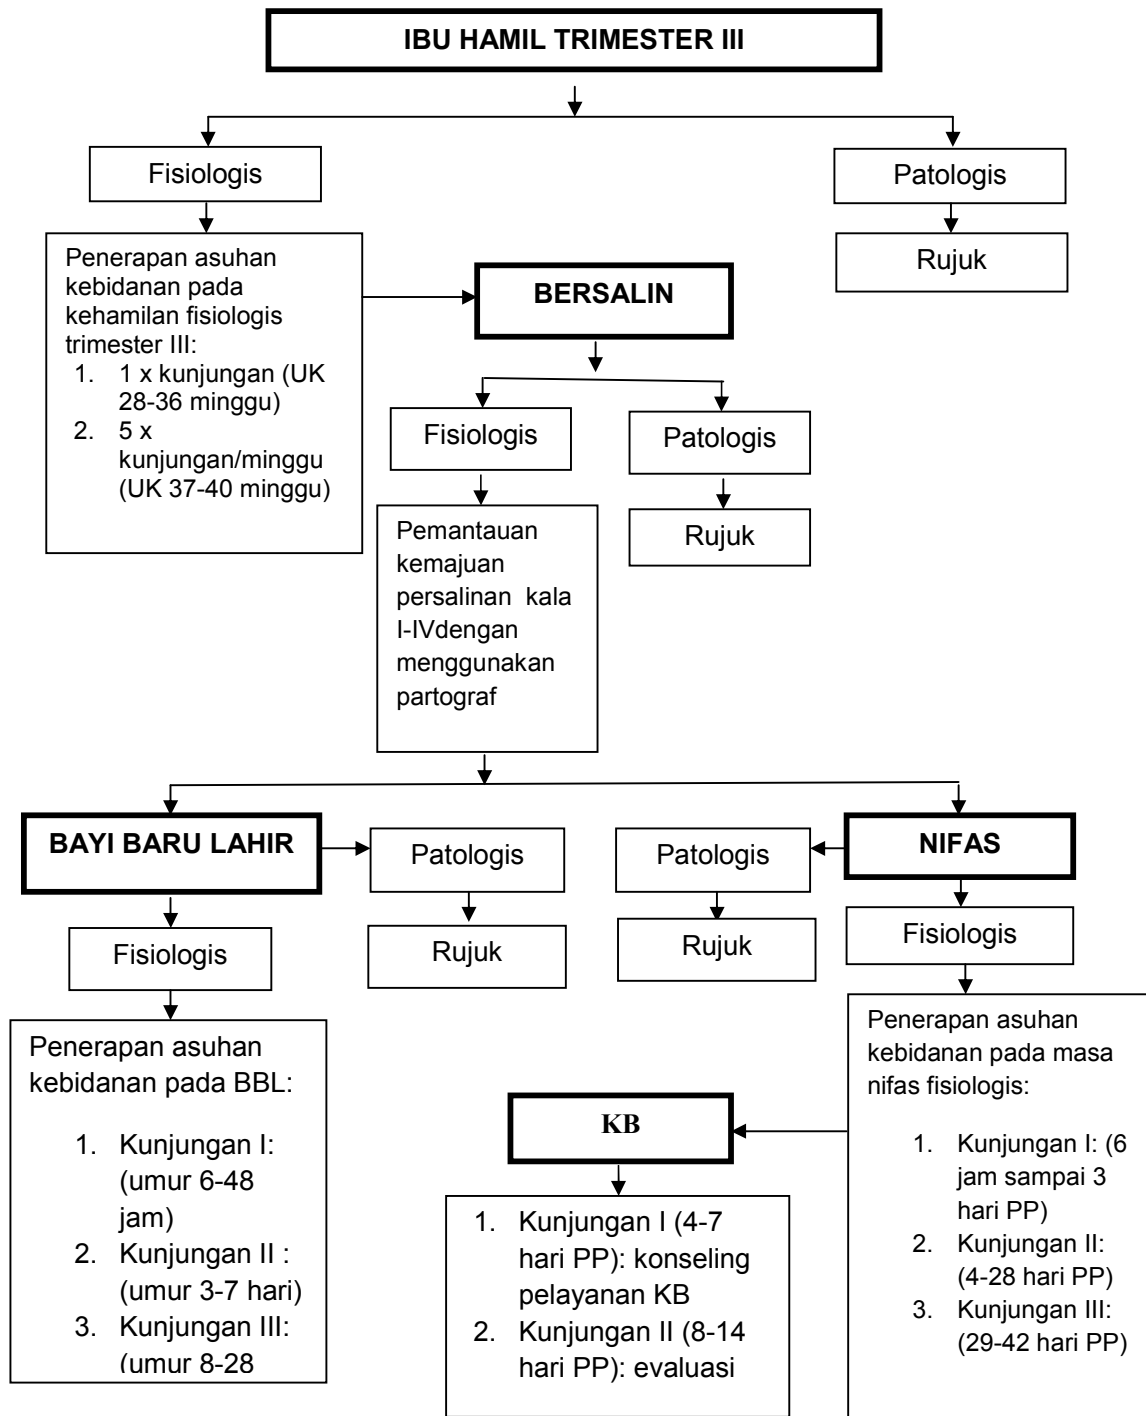 IBU HAMIL TRIMESTER III
Fisiologis
Patologis
Penerapan asuhan
kebidanan pada
kehamilan fisiologis
trimester III:
1. 1 x kunjungan (UK
28-36 minggu)
2. 5 x
kunjungan/minggu
(UK 37-40 minggu)
Rujuk
BERSALIN
Fisiologis
Patologis
Pemantauan
kemajuan
persalinan kala
I-IVdengan
menggunakan
partograf
Rujuk
BAYI BARU LAHIR
Patologis
Patologis
NIFAS
Fisiologis
Rujuk
Rujuk
Fisiologis
Penerapan asuhan
kebidanan pada BBL:
1. Kunjungan I:
(umur 6-48
jam)
2. Kunjungan II :
(umur 3-7 hari)
3. Kunjungan III:
(umur 8-28
KB
1. Kunjungan I (4-7
hari PP): konseling
pelayanan KB
2. Kunjungan II (8-14
hari PP): evaluasi
Penerapan asuhan
kebidanan pada masa
nifas fisiologis:
1. Kunjungan I: (6
jam sampai 3
hari PP)
2. Kunjungan II:
(4-28 hari PP)
3. Kunjungan III:
(29-42 hari PP)